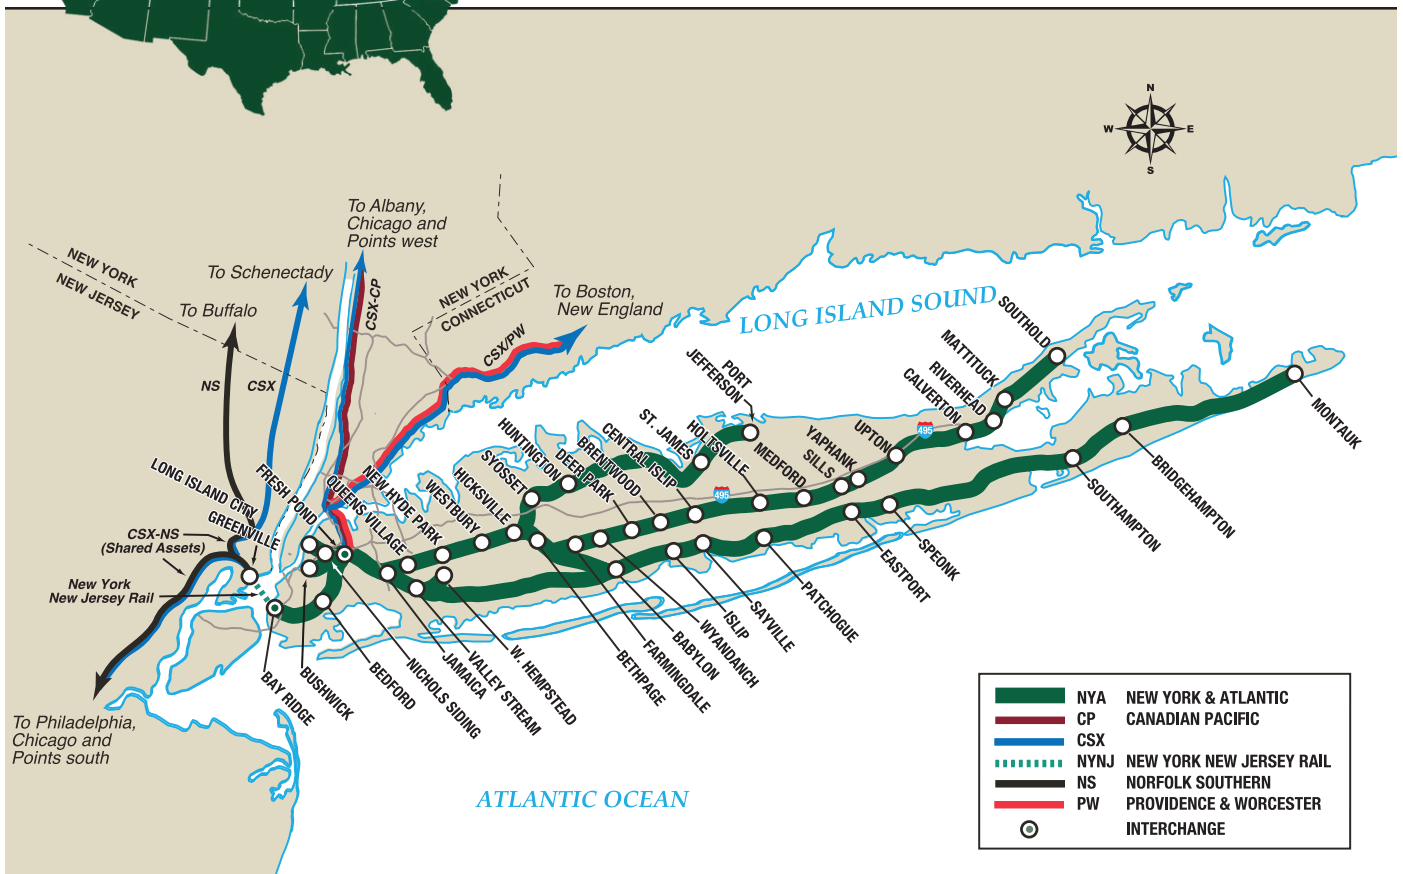 N
W
E
S
To Albany,
Chicago and
Points west
NEW YORK
NEW JERSEY
To Schenectady
To Buffalo
CSX-CP
NEW YORK
CONNECTICUT
To Boston,
New England
CSX/PW
NS
CSX
LONG ISLAND SOUND
SOUTHOLD
MATTITUCK
RIVERHEAD
CALVERTON
PORT
JEFFERSON
ST. JAMES
HOLTSVILLE
MEDFORD
YAPHANK
SILLS
UPTON
495
495
CENTRAL ISLIP
BRENTWOOD
DEER PARK
HUNTINGTON
SYOSSET
HICKSVILLE
WESTBURY
NEW HYDE PARK
QUEENS VILLAGE
FRESH POND
LONG ISLAND CITY
GREENVILLE
CSX-NS
(Shared Assets)
New York
New Jersey Rail
MONTAUK
BRIDGEHAMPTON
SOUTHAMPTON
SPEONK
EASTPORT
PATCHOGUE
SAYVILLE
ISLIP
WYANDANCH
BABYLON
FARMINGDALE
BETHPAGE
W. HEMPSTEAD
VALLEY STREAM
JAMAICA
NICHOLS SIDING
BEDFORD
BUSHWICK
BAY RIDGE
To Philadelphia,
Chicago and
Points south
ATLANTIC OCEAN
NYA NEW YORK & ATLANTIC
CP CANADIAN PACIFIC
CSX
NYNJ NEW YORK NEW JERSEY RAIL
NS NORFOLK SOUTHERN
PW PROVIDENCE & WORCESTER
INTERCHANGE